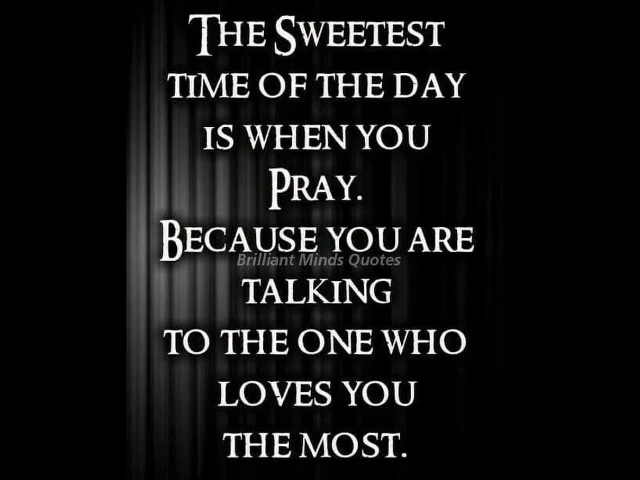 The Sweetest
time of the day
is when you
Pray.
Because you are
Brilliant Minds Quotes
talking
to the one who
loves you
the most.